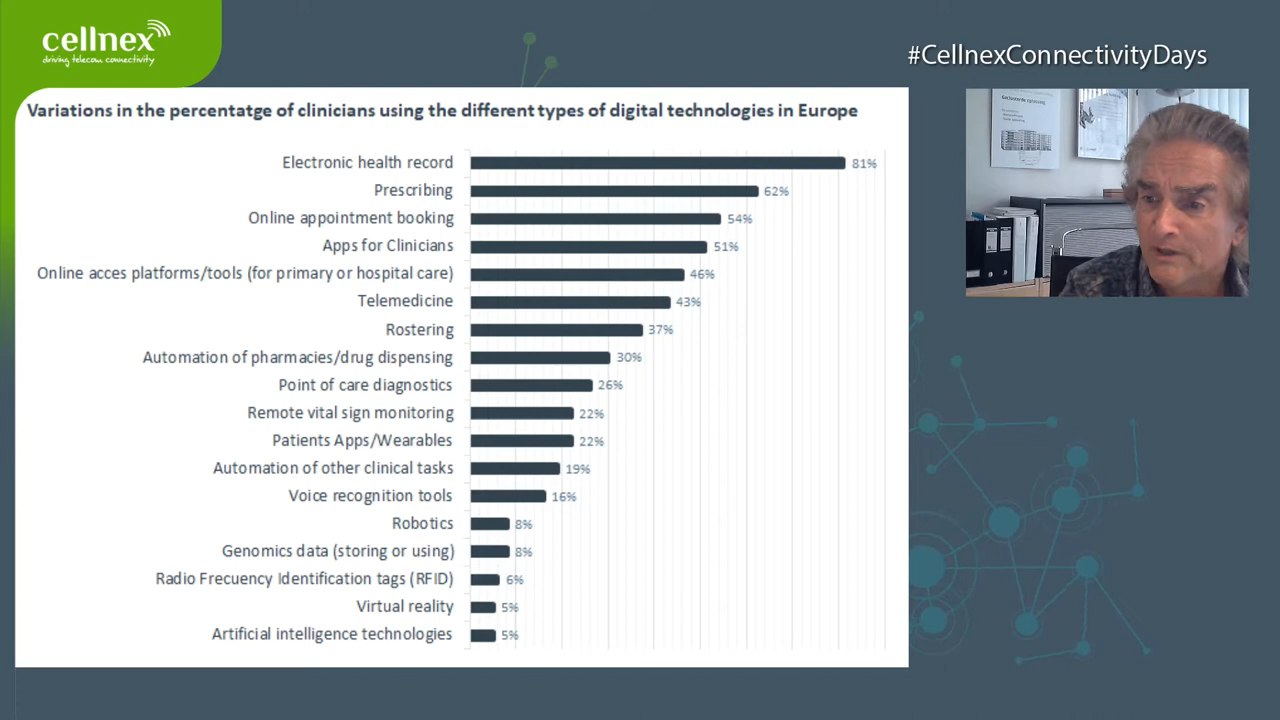 cellnex
driving telecom connectivity
#CellnexConnectivityDays
Variations in the percentatge of clinicians using the different types of digital technologies in Europe
Electronic health record 81%
Prescribing 62%
Online appointment booking 54%
Apps for Clinicians 51%
Online acces platforms/tools (for primary or hospital care) 46%
Telemedicine 43%
Rostering 37%
Automation of pharmacies/drug dispensing 30%
Point of care diagnostics 26%
Remote vital sign monitoring 22%
Patients Apps/Wearables 22%
Automation of other clinical tasks 19%
Voice recognition tools 16%
Robotics 8%
Genomics data (storing or using) 8%
Radio Frecuency Identification tags (RFID) 6%
Virtual reality 5%
Artificial intelligence technologies 5%